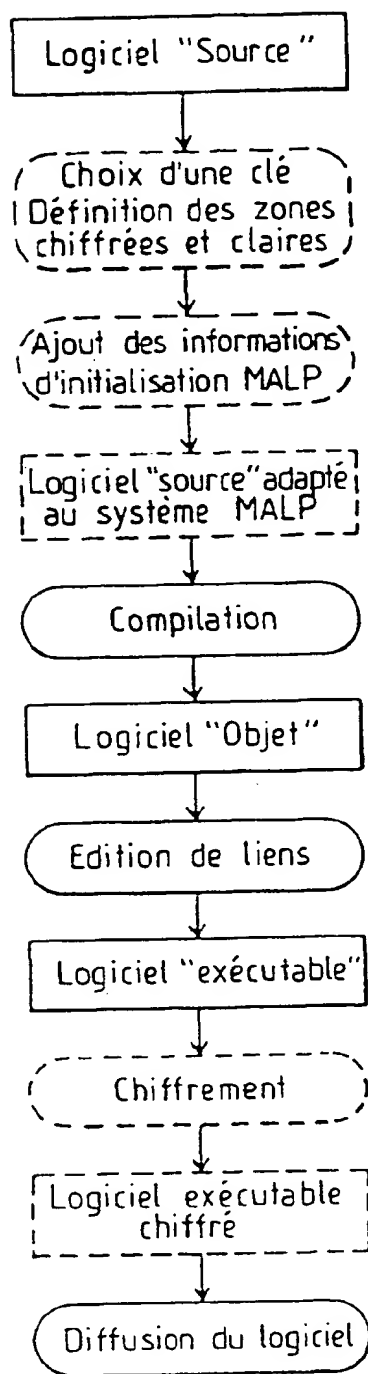 Logiciel "Source"
Choix d'une clé
Définition des zones
chiffrées et claires
Ajout des informations
d'initialisation MALP
Logiciel "source" adapté
au système MALP
Compilation
Logiciel "Objet"
Edition de liens
Logiciel "exécutable"
Chiffrement
Logiciel exécutable
chiffré
Diffusion du logiciel